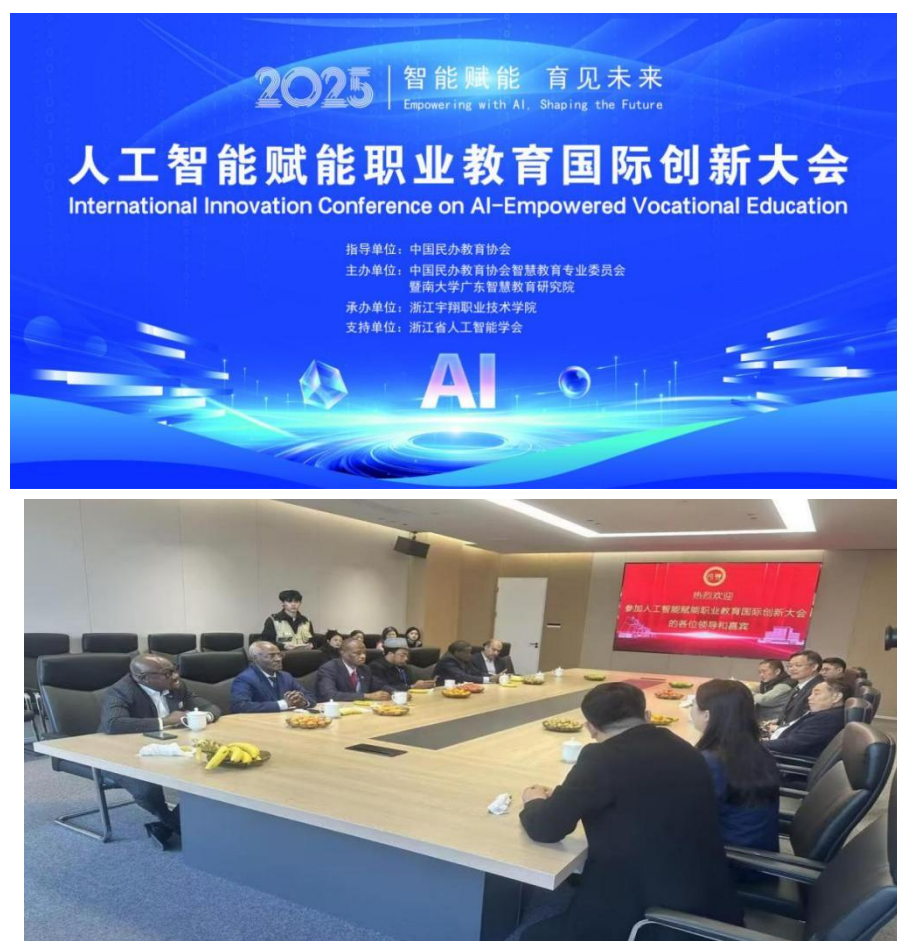 2025
智能赋能 育见未来
Empowering with AI, Shaping the Future
人工智能赋能职业教育国际创新大会
International Innovation Conference on AI-Empowered Vocational Education
指导单位：中国民办教育协会
主办单位：中国民办教育协会智慧教育专业委员会
暨南大学广东智慧教育研究院
承办单位：浙江宇翔职业技术学院
支持单位：浙江省人工智能学会
AI
热烈欢迎
参加人工智能赋能职业教育国际创新大会
的各位领导和嘉宾